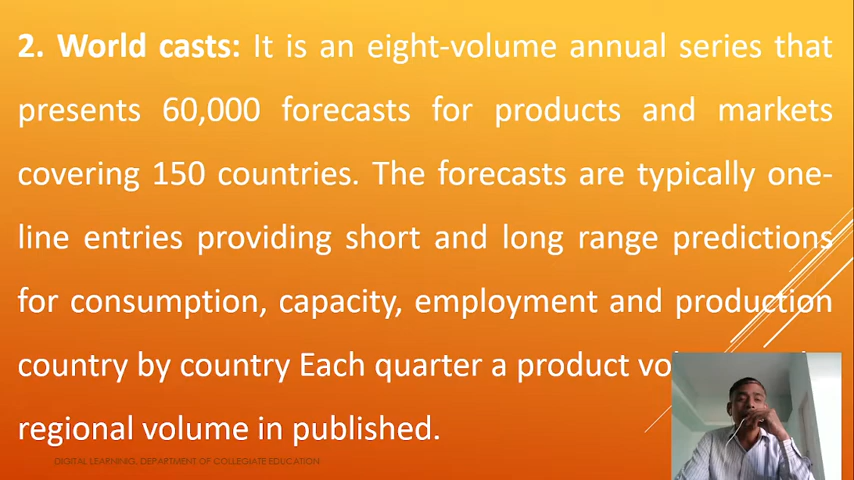 2. World casts: It is an eight-volume annual series that
presents 60,000 forecasts for products and markets
covering 150 countries. The forecasts are typically one-
line entries providing short and long range predictions
for consumption, capacity, employment and production
country by country Each quarter a product
regional volume in published.
DIGITAL LEARNINIG, DEPARTMENT OF COLLEGIATE EDUCATION